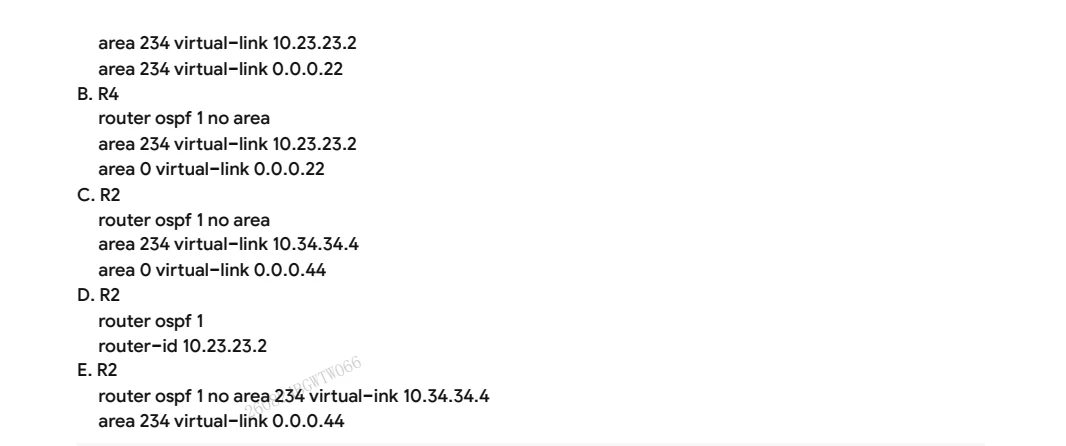 area 234 virtual-link 10.23.23.2
area 234 virtual-link 0.0.0.22
B. R4
router ospf 1 no area
area 234 virtual-link 10.23.23.2
area 0 virtual-link 0.0.0.22
C. R2
router ospf 1 no area
area 234 virtual-link 10.34.34.4
area 0 virtual-link 0.0.0.44
D. R2
router ospf 1
router-id 10.23.23.2
E. R2
router ospf 1 no area 234 virtual-ink 10.34.34.4
area 234 virtual-link 0.0.0.44